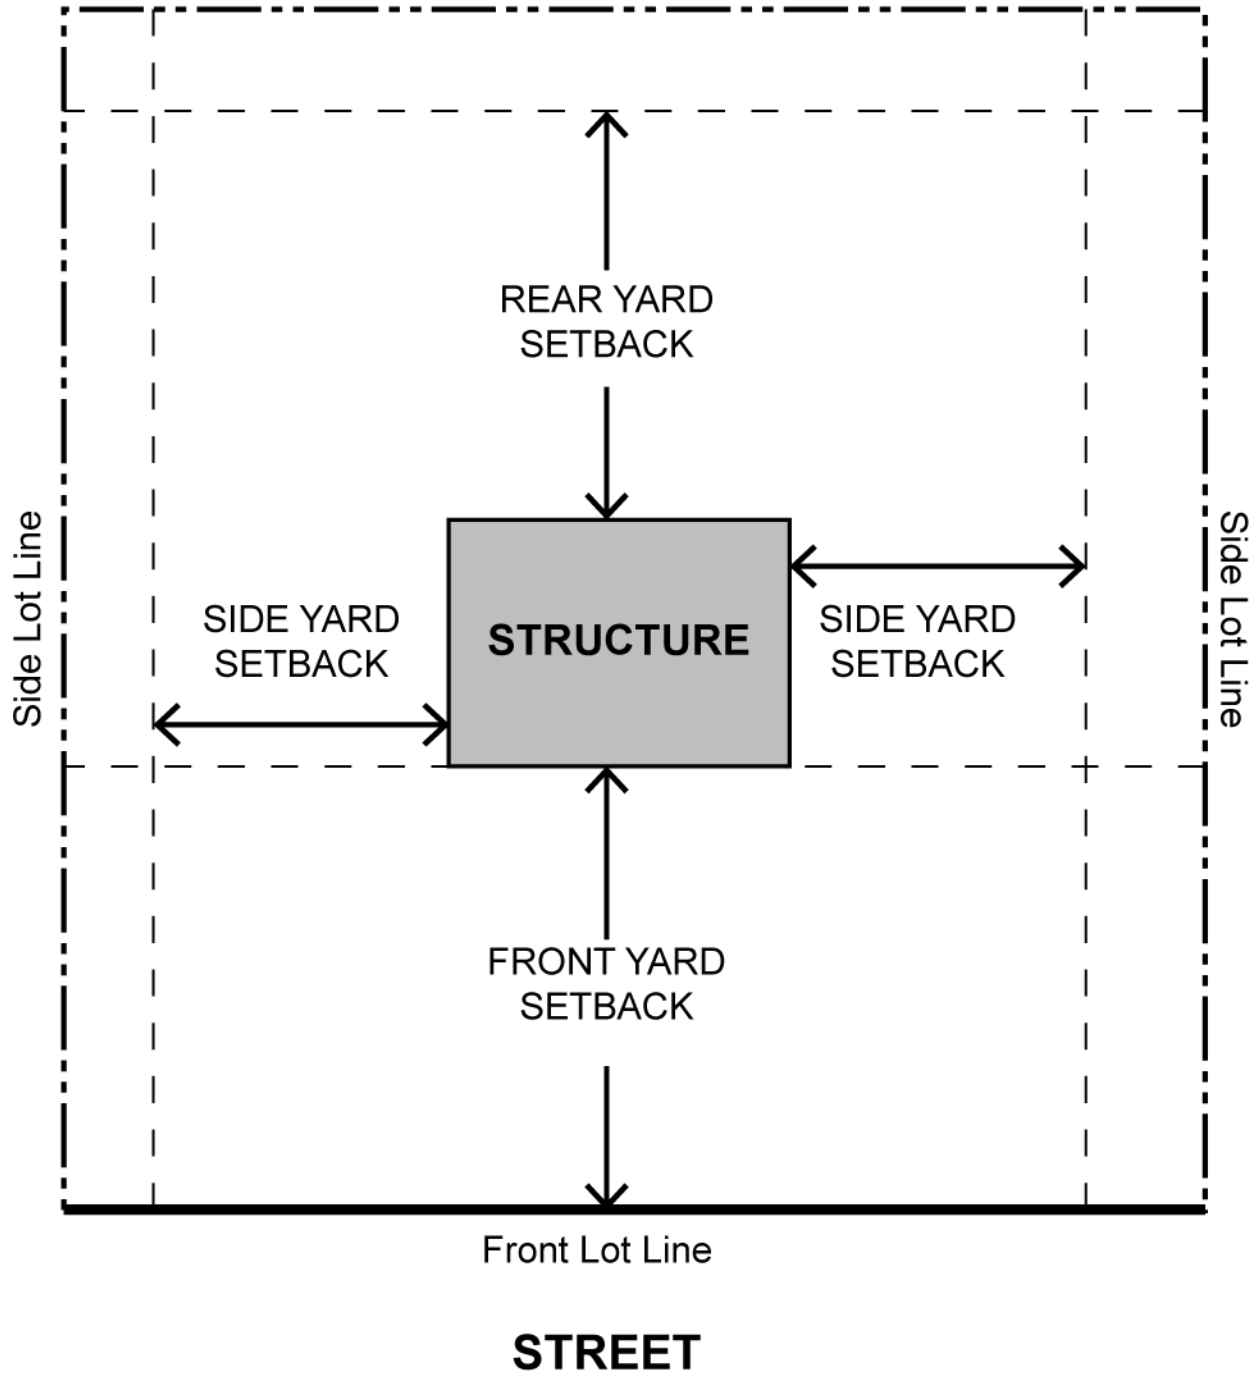 REAR YARD
SETBACK
Side Lot Line
SIDE YARD
SETBACK
STRUCTURE
SIDE YARD
SETBACK
Side Lot Line
FRONT YARD
SETBACK
Front Lot Line
STREET